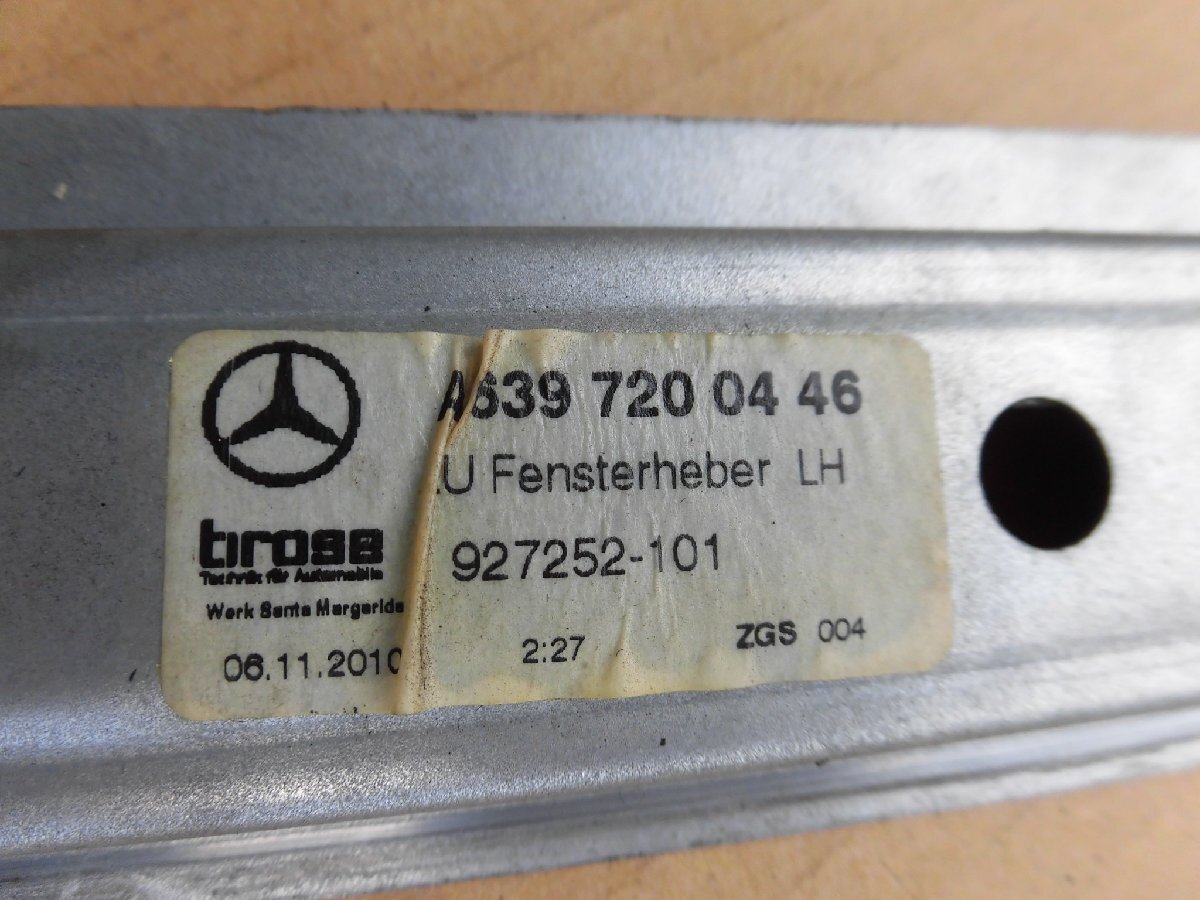 A639 720 04 46
U Fensterheber LH
tirose
Technik für Automobile
927252-101
Werk Santa Margarida
06.11.2010 2:27 ZGS 004